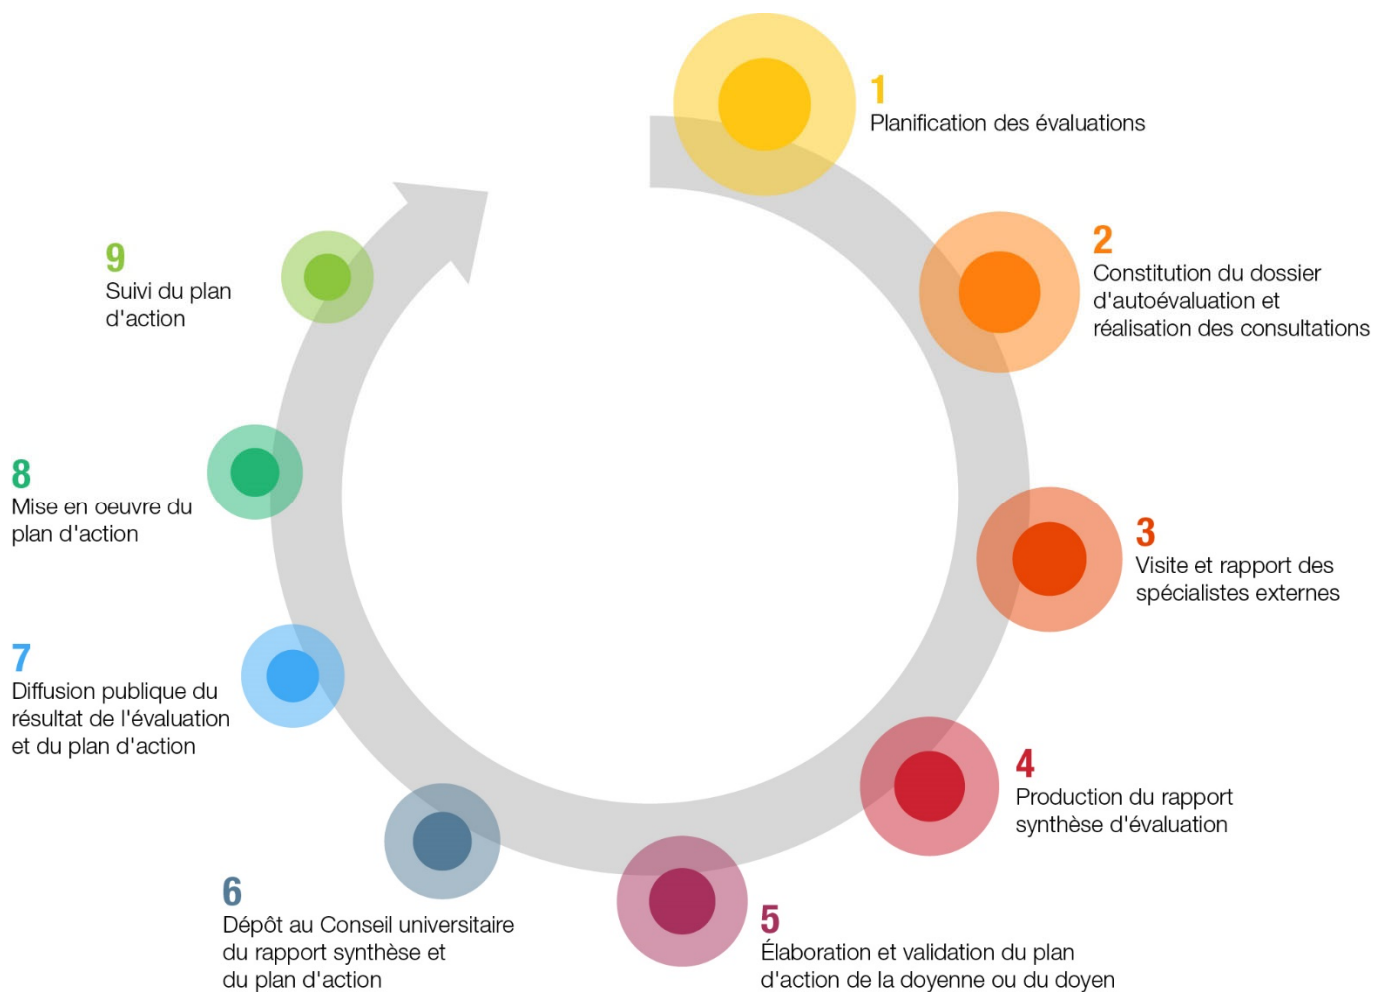 1
Planification des évaluations
2
Constitution du dossier
d'autoévaluation et
réalisation des consultations
3
Visite et rapport des
spécialistes externes
4
Production du rapport
synthèse d'évaluation
5
Élaboration et validation du plan
d'action de la doyenne ou du doyen
6
Dépôt au Conseil universitaire
du rapport synthèse et
du plan d'action
7
Diffusion publique du
résultat de l'évaluation
et du plan d'action
8
Mise en oeuvre du
plan d'action
9
Suivi du plan
d'action